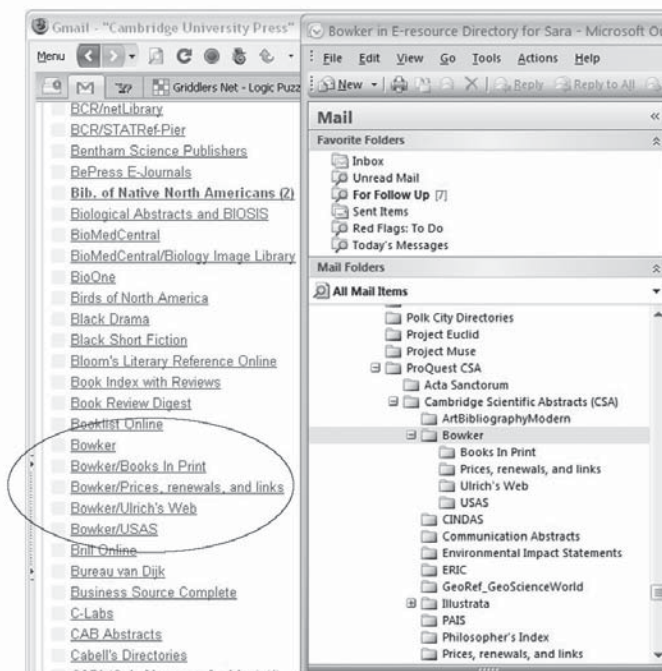 Gmail - "Cambridge University Press"
Menu
Griddlers Net - Logic Puzz
BCR/netLibrary
BCR/STATRef-Pier
Bentham Science Publishers
BePress E-Journals
Bib. of Native North Americans (2)
Biological Abstracts and BIOSIS
BioMedCentral
BioMedCentral/Biology Image Library
BioOne
Birds of North America
Black Drama
Black Short Fiction
Bloom's Literary Reference Online
Book Index with Reviews
Book Review Digest
Booklist Online
Bowker
Bowker/Books In Print
Bowker/Prices, renewals, and links
Bowker/Ulrich's Web
Bowker/USAS
Brill Online
Bureau van Dijk
Business Source Complete
C-Labs
CAB Abstracts
Cabell's Directories
Bowker in E-resource Directory for Sara - Microsoft Ou
File Edit View Go Tools Actions Help
New Reply Reply to All
Mail
Favorite Folders
Inbox
Unread Mail
For Follow Up [7]
Sent Items
Red Flags: To Do
Today's Messages
Mail Folders
All Mail Items
Polk City Directories
Project Euclid
Project Muse
ProQuest CSA
Acta Sanctorum
Cambridge Scientific Abstracts (CSA)
ArtBibliographyModern
Bowker
Books In Print
Prices, renewals, and links
Ulrich's Web
USAS
CINDAS
Communication Abstracts
Environmental Impact Statements
ERIC
GeoRef_GeoScienceWorld
Illustrata
PAIS
Philosopher's Index
Prices, renewals, and links